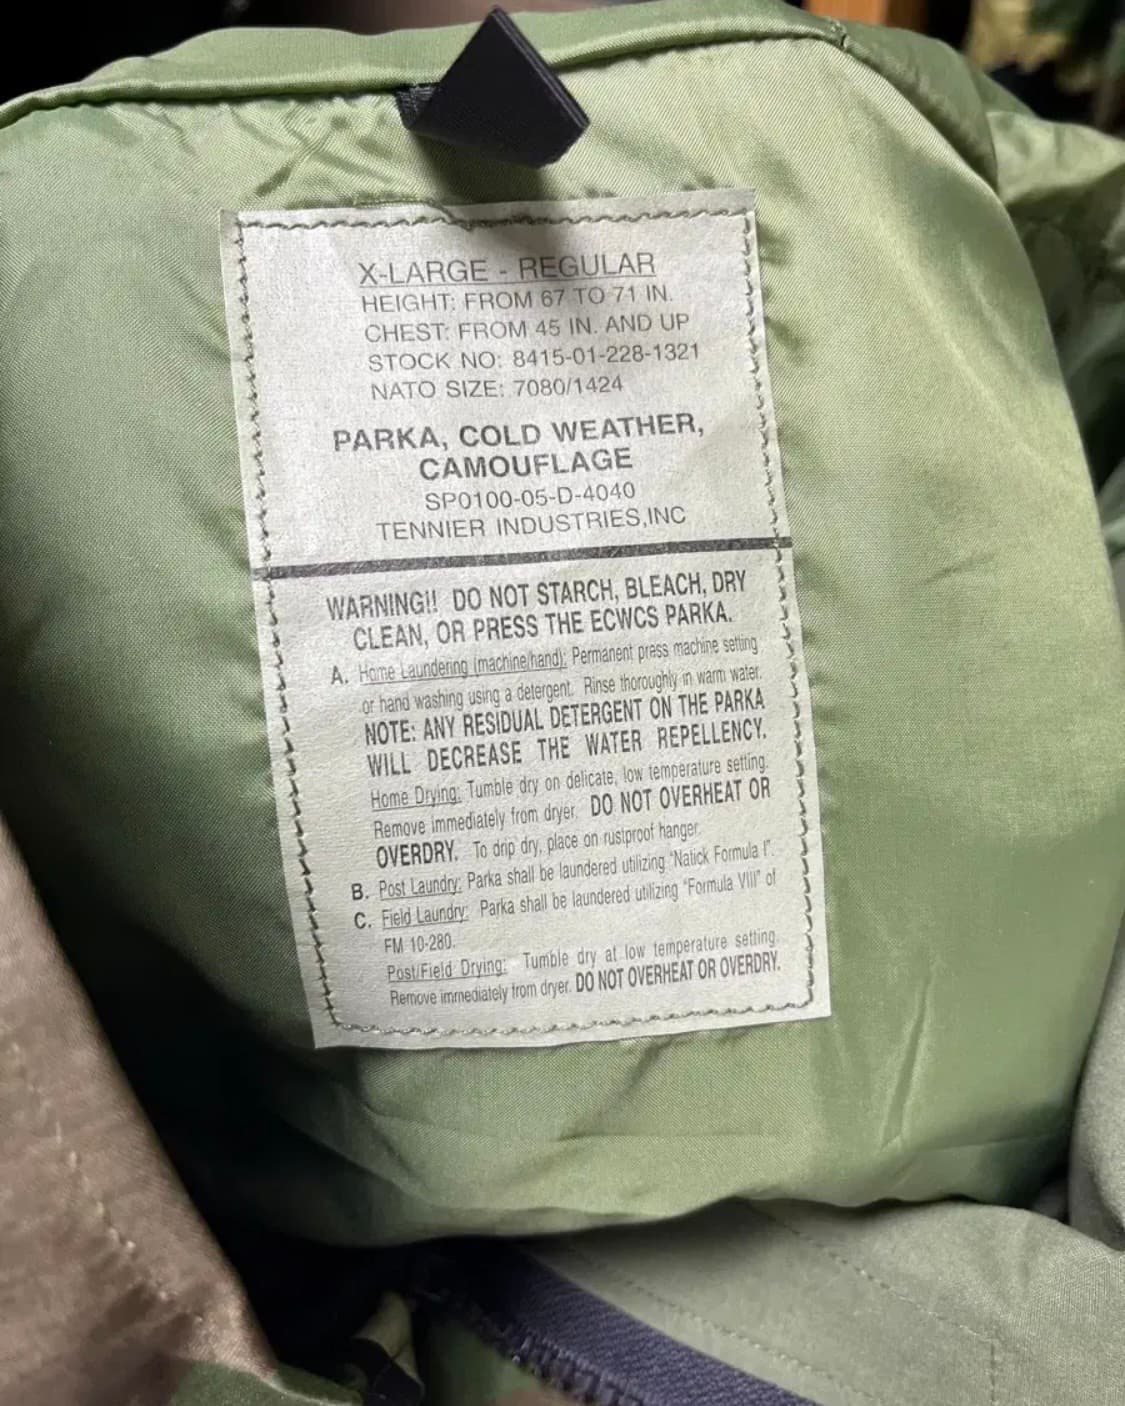 X-LARGE - REGULAR
HEIGHT: FROM 67 TO 71 IN.
CHEST: FROM 45 IN. AND UP
STOCK NO: 8415-01-228-1321
NATO SIZE: 7080/1424
PARKA, COLD WEATHER,
CAMOUFLAGE
SP0100-05-D-4040
TENNIER INDUSTRIES,INC
WARNING!! DO NOT STARCH, BLEACH, DRY
CLEAN, OR PRESS THE ECWCS PARKA.
A. Home Laundering (machine/hand): Permanent press machine setting
or hand washing using a detergent. Rinse thoroughly in warm water.
NOTE: ANY RESIDUAL DETERGENT ON THE PARKA
WILL DECREASE THE WATER REPELLENCY.
Home Drying: Tumble dry on delicate, low temperature setting.
Remove immediately from dryer. DO NOT OVERHEAT OR
OVERDRY. To drip dry, place on rustproof hanger.
B. Post Laundry: Parka shall be laundered utilizing "Natick Formula I".
C. Field Laundry: Parka shall be laundered utilizing "Formula VIII" of
FM 10-280.
Post/Field Drying: Tumble dry at low temperature setting.
Remove immediately from dryer. DO NOT OVERHEAT OR OVERDRY.